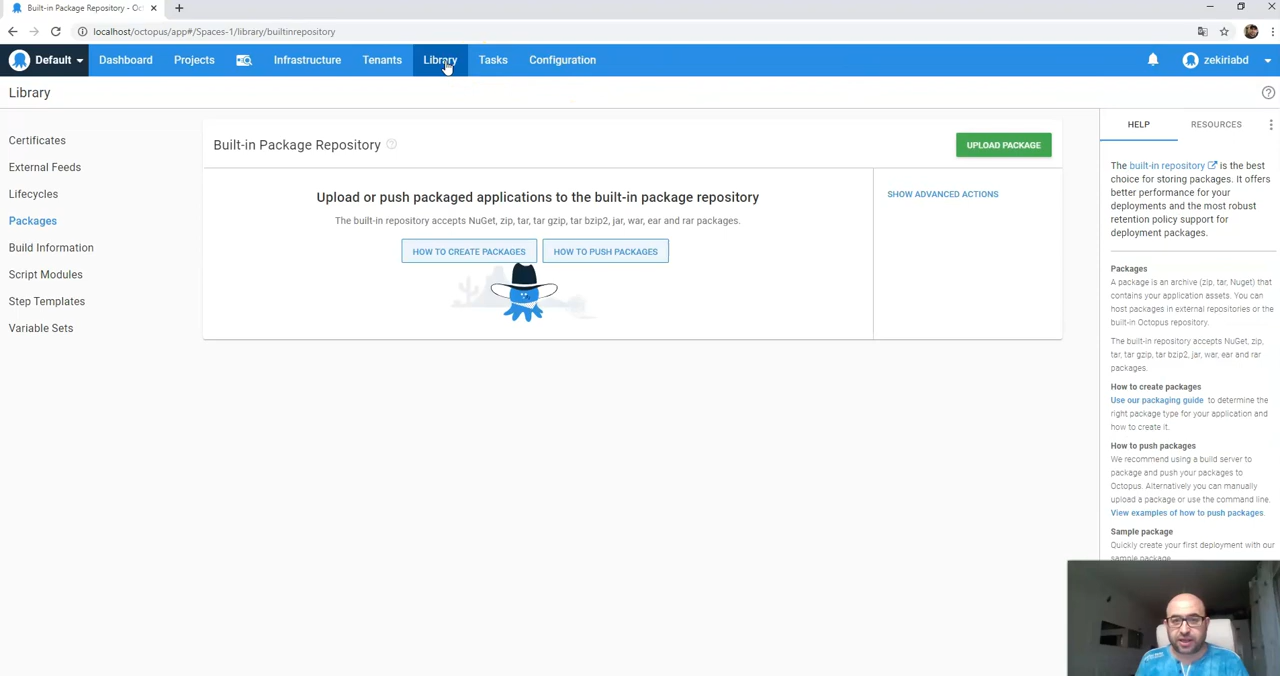 Built-in Package Repository - Oc
localhost/octopus/app#/Spaces-1/library/builtinrepository
Default
Dashboard
Projects
Infrastructure
Tenants
Library
Tasks
Configuration
zekiriabd
Library
Certificates
External Feeds
Lifecycles
Packages
Build Information
Script Modules
Step Templates
Variable Sets
Built-in Package Repository
UPLOAD PACKAGE
Upload or push packaged applications to the built-in package repository
The built-in repository accepts NuGet, zip, tar, tar gzip, tar bzip2, jar, war, ear and rar packages.
HOW TO CREATE PACKAGES
HOW TO PUSH PACKAGES
SHOW ADVANCED ACTIONS
HELP
RESOURCES
The built-in repository is the best
choice for storing packages. It offers
better performance for your
deployments and the most robust
retention policy support for
deployment packages.
Packages
A package is an archive (zip, tar, Nuget) that
contains your application assets. You can
host packages in external repositories or the
built-in Octopus repository.
The built-in repository accepts NuGet, zip,
tar, tar gzip, tar bzip2, jar, war, ear and rar
packages.
How to create packages
Use our packaging guide to determine the
right package type for your application and
how to create it.
How to push packages
We recommend using a build server to
package and push your packages to
Octopus. Alternatively you can manually
upload a package or use the command line.
View examples of how to push packages.
Sample package
Quickly create your first deployment with our
sample package